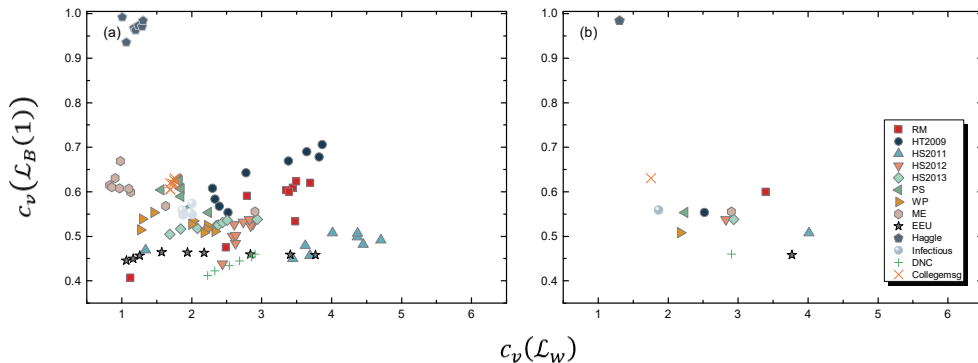 (a)
1.0
0.9
0.8
0.7
0.6
0.5
0.4
1
2
3
4
5
6
c_v(ℒ_B(1))
(b)
1.0
0.9
0.8
0.7
0.6
0.5
0.4
1
2
3
4
5
6
RM
HT2009
HS2011
HS2012
HS2013
PS
WP
ME
EEU
Haggle
Infectious
DNC
Collegemsg
c_v(ℒ_W)